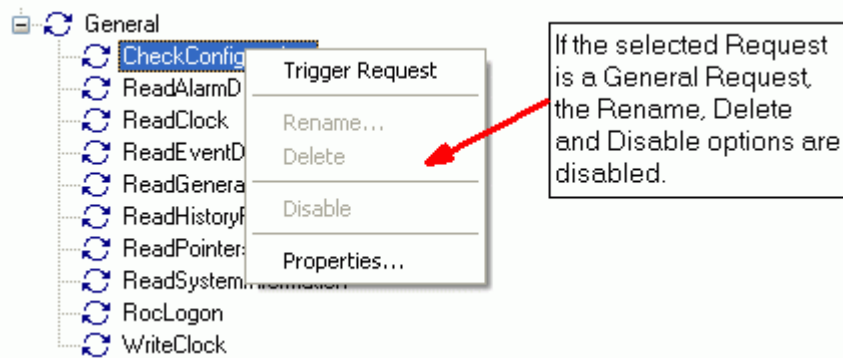 General
CheckConfig
ReadAlarmD
ReadClock
ReadEventD
ReadGenera
ReadHistory
ReadPointer
ReadSystem
RocLogon
WriteClock
Trigger Request
Rename...
Delete
Disable
Properties...
If the selected Request
is a General Request,
the Rename, Delete
and Disable options are
disabled.